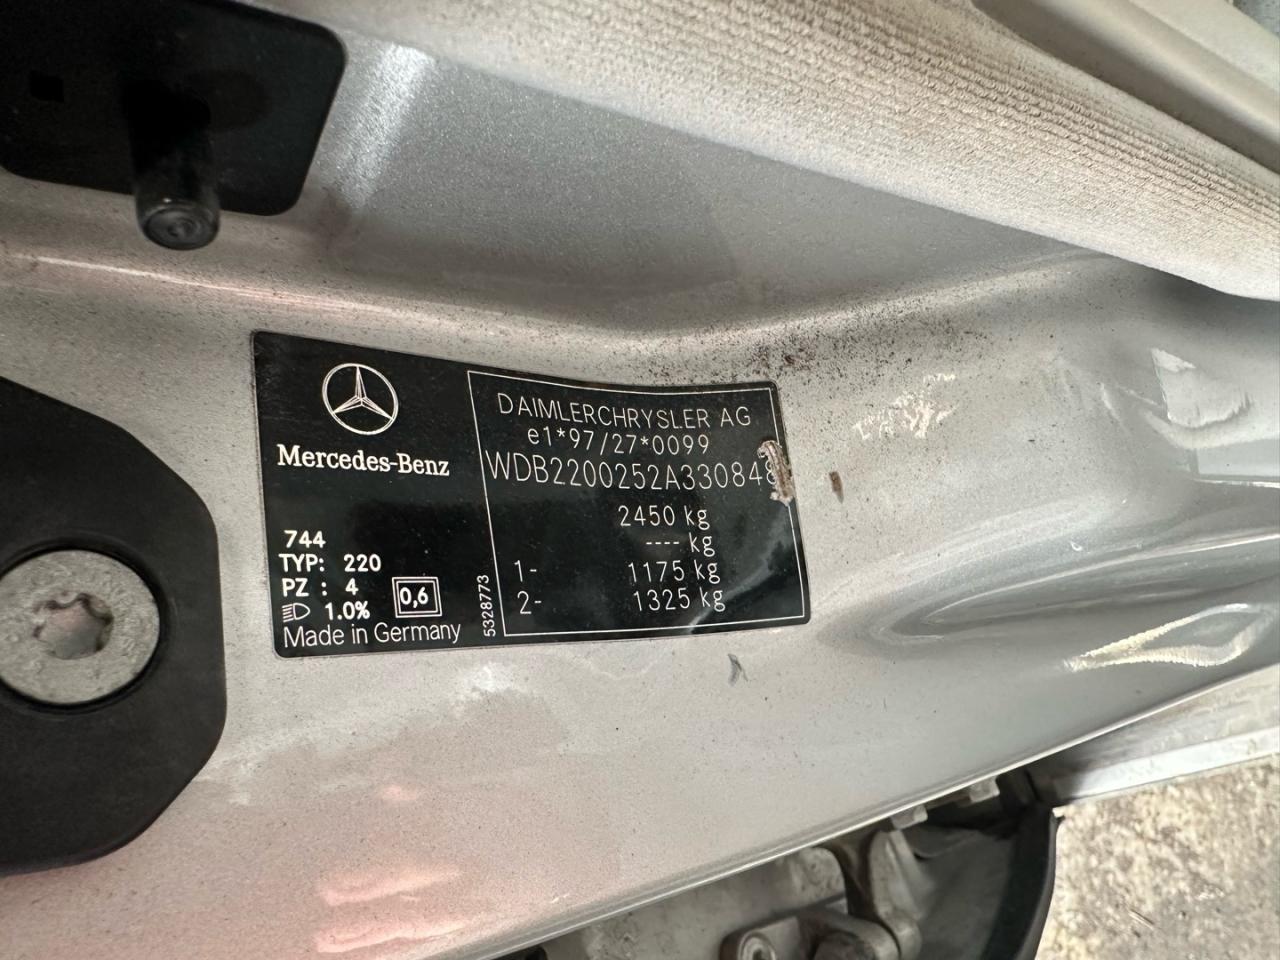 Mercedes-Benz
744
TYP: 220
PZ : 4
0,6
1.0%
Made in Germany
5328773
DAIMLERCHRYSLER AG
e1*97/27*0099
WDB2200252A330848
2450 kg
---- kg
1- 1175 kg
2- 1325 kg